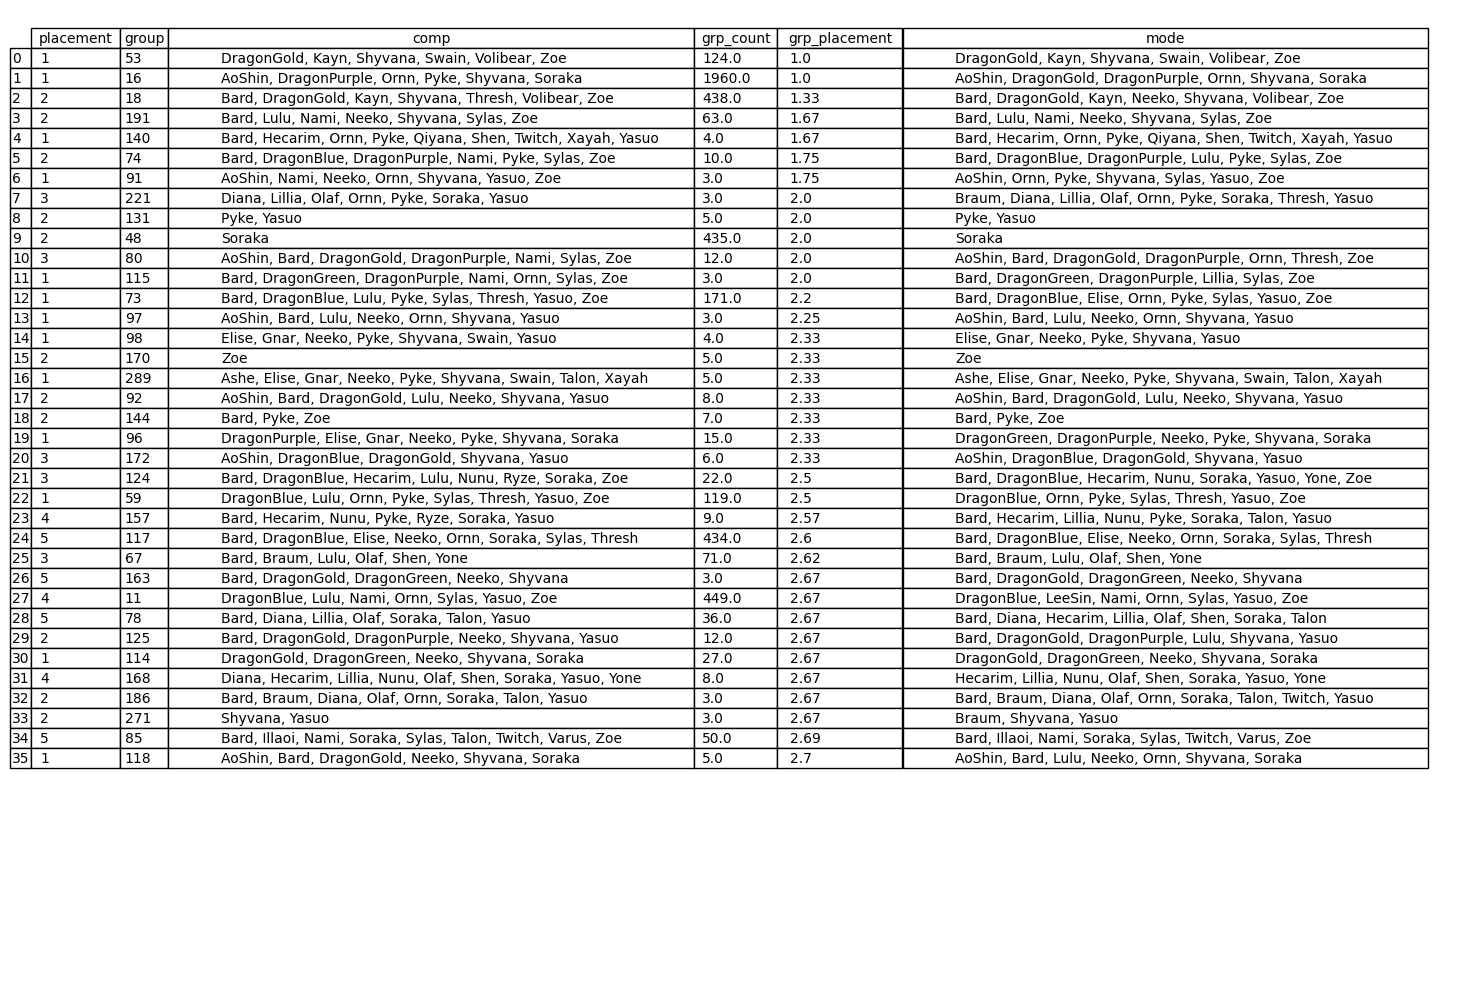 placement group comp grp_count grp_placement mode
0 1 53 DragonGold, Kayn, Shyvana, Swain, Volibear, Zoe 124.0 1.0 DragonGold, Kayn, Shyvana, Swain, Volibear, Zoe
1 1 16 AoShin, DragonPurple, Ornn, Pyke, Shyvana, Soraka 1960.0 1.0 AoShin, DragonGold, DragonPurple, Ornn, Shyvana, Soraka
2 2 18 Bard, DragonGold, Kayn, Shyvana, Thresh, Volibear, Zoe 438.0 1.33 Bard, DragonGold, Kayn, Neeko, Shyvana, Volibear, Zoe
3 2 191 Bard, Lulu, Nami, Neeko, Shyvana, Sylas, Zoe 63.0 1.67 Bard, Lulu, Nami, Neeko, Shyvana, Sylas, Zoe
4 1 140 Bard, Hecarim, Ornn, Pyke, Qiyana, Shen, Twitch, Xayah, Yasuo 4.0 1.67 Bard, Hecarim, Ornn, Pyke, Qiyana, Shen, Twitch, Xayah, Yasuo
5 2 74 Bard, DragonBlue, DragonPurple, Nami, Pyke, Sylas, Zoe 10.0 1.75 Bard, DragonBlue, DragonPurple, Lulu, Pyke, Sylas, Zoe
6 1 91 AoShin, Nami, Neeko, Ornn, Shyvana, Yasuo, Zoe 3.0 1.75 AoShin, Ornn, Pyke, Shyvana, Sylas, Yasuo, Zoe
7 3 221 Diana, Lillia, Olaf, Ornn, Pyke, Soraka, Yasuo 3.0 2.0 Braum, Diana, Lillia, Olaf, Ornn, Pyke, Soraka, Thresh, Yasuo
8 2 131 Pyke, Yasuo 5.0 2.0 Pyke, Yasuo
9 2 48 Soraka 435.0 2.0 Soraka
10 3 80 AoShin, Bard, DragonGold, DragonPurple, Nami, Sylas, Zoe 12.0 2.0 AoShin, Bard, DragonGold, DragonPurple, Ornn, Thresh, Zoe
11 1 115 Bard, DragonGreen, DragonPurple, Nami, Ornn, Sylas, Zoe 3.0 2.0 Bard, DragonGreen, DragonPurple, Lillia, Sylas, Zoe
12 1 73 Bard, DragonBlue, Lulu, Pyke, Sylas, Thresh, Yasuo, Zoe 171.0 2.2 Bard, DragonBlue, Elise, Ornn, Pyke, Sylas, Yasuo, Zoe
13 1 97 AoShin, Bard, Lulu, Neeko, Ornn, Shyvana, Yasuo 3.0 2.25 AoShin, Bard, Lulu, Neeko, Ornn, Shyvana, Yasuo
14 1 98 Elise, Gnar, Neeko, Pyke, Shyvana, Swain, Yasuo 4.0 2.33 Elise, Gnar, Neeko, Pyke, Shyvana, Yasuo
15 2 170 Zoe 5.0 2.33 Zoe
16 1 289 Ashe, Elise, Gnar, Neeko, Pyke, Shyvana, Swain, Talon, Xayah 5.0 2.33 Ashe, Elise, Gnar, Neeko, Pyke, Shyvana, Swain, Talon, Xayah
17 2 92 AoShin, Bard, DragonGold, Lulu, Neeko, Shyvana, Yasuo 8.0 2.33 AoShin, Bard, DragonGold, Lulu, Neeko, Shyvana, Yasuo
18 2 144 Bard, Pyke, Zoe 7.0 2.33 Bard, Pyke, Zoe
19 1 96 DragonPurple, Elise, Gnar, Neeko, Pyke, Shyvana, Soraka 15.0 2.33 DragonGreen, DragonPurple, Neeko, Pyke, Shyvana, Soraka
20 3 172 AoShin, DragonBlue, DragonGold, Shyvana, Yasuo 6.0 2.33 AoShin, DragonBlue, DragonGold, Shyvana, Yasuo
21 3 124 Bard, DragonBlue, Hecarim, Lulu, Nunu, Ryze, Soraka, Zoe 22.0 2.5 Bard, DragonBlue, Hecarim, Nunu, Soraka, Yasuo, Yone, Zoe
22 1 59 DragonBlue, Lulu, Ornn, Pyke, Sylas, Thresh, Yasuo, Zoe 119.0 2.5 DragonBlue, Ornn, Pyke, Sylas, Thresh, Yasuo, Zoe
23 4 157 Bard, Hecarim, Nunu, Pyke, Ryze, Soraka, Yasuo 9.0 2.57 Bard, Hecarim, Lillia, Nunu, Pyke, Soraka, Talon, Yasuo
24 5 117 Bard, DragonBlue, Elise, Neeko, Ornn, Soraka, Sylas, Thresh 434.0 2.6 Bard, DragonBlue, Elise, Neeko, Ornn, Soraka, Sylas, Thresh
25 3 67 Bard, Braum, Lulu, Olaf, Shen, Yone 71.0 2.62 Bard, Braum, Lulu, Olaf, Shen, Yone
26 5 163 Bard, DragonGold, DragonGreen, Neeko, Shyvana 3.0 2.67 Bard, DragonGold, DragonGreen, Neeko, Shyvana
27 4 11 DragonBlue, Lulu, Nami, Ornn, Sylas, Yasuo, Zoe 449.0 2.67 DragonBlue, LeeSin, Nami, Ornn, Sylas, Yasuo, Zoe
28 5 78 Bard, Diana, Lillia, Olaf, Soraka, Talon, Yasuo 36.0 2.67 Bard, Diana, Hecarim, Lillia, Olaf, Shen, Soraka, Talon
29 2 125 Bard, DragonGold, DragonPurple, Neeko, Shyvana, Yasuo 12.0 2.67 Bard, DragonGold, DragonPurple, Lulu, Shyvana, Yasuo
30 1 114 DragonGold, DragonGreen, Neeko, Shyvana, Soraka 27.0 2.67 DragonGold, DragonGreen, Neeko, Shyvana, Soraka
31 4 168 Diana, Hecarim, Lillia, Nunu, Olaf, Shen, Soraka, Yasuo, Yone 8.0 2.67 Hecarim, Lillia, Nunu, Olaf, Shen, Soraka, Yasuo, Yone
32 2 186 Bard, Braum, Diana, Olaf, Ornn, Soraka, Talon, Yasuo 3.0 2.67 Bard, Braum, Diana, Olaf, Ornn, Soraka, Talon, Twitch, Yasuo
33 2 271 Shyvana, Yasuo 3.0 2.67 Braum, Shyvana, Yasuo
34 5 85 Bard, Illaoi, Nami, Soraka, Sylas, Talon, Twitch, Varus, Zoe 50.0 2.69 Bard, Illaoi, Nami, Soraka, Sylas, Twitch, Varus, Zoe
35 1 118 AoShin, Bard, DragonGold, Neeko, Shyvana, Soraka 5.0 2.7 AoShin, Bard, Lulu, Neeko, Ornn, Shyvana, Soraka